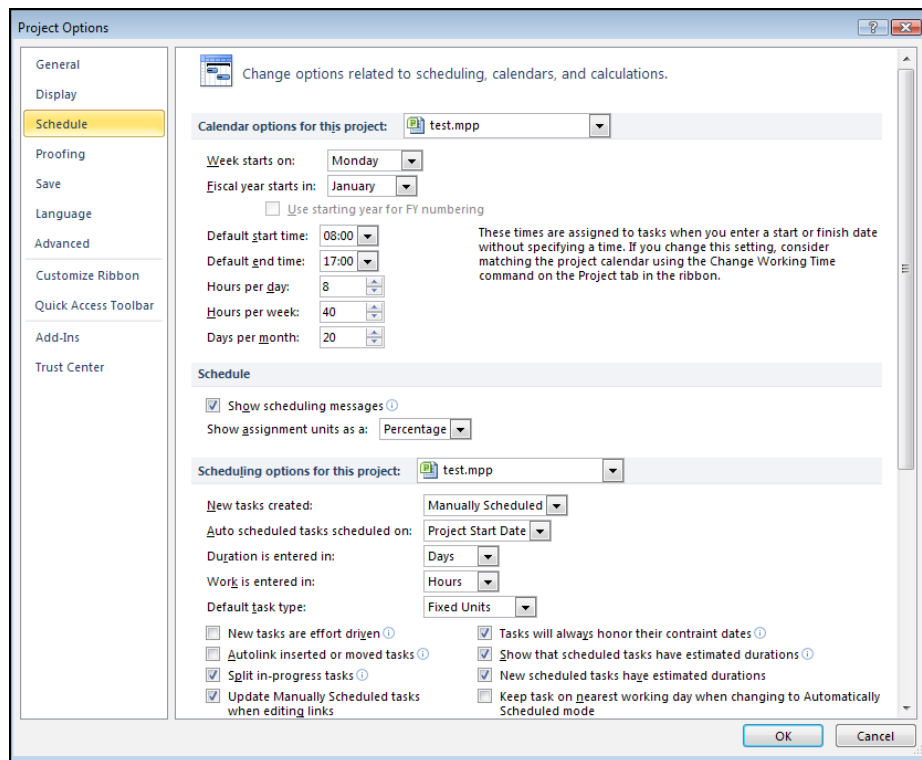 Project Options
General
Display
Schedule
Proofing
Save
Language
Advanced
Customize Ribbon
Quick Access Toolbar
Add-Ins
Trust Center
Change options related to scheduling, calendars, and calculations.
Calendar options for this project: test.mpp
Week starts on: Monday
Fiscal year starts in: January
Use starting year for FY numbering
Default start time: 08:00
Default end time: 17:00
Hours per day: 8
Hours per week: 40
Days per month: 20
These times are assigned to tasks when you enter a start or finish date
without specifying a time. If you change this setting, consider
matching the project calendar using the Change Working Time
command on the Project tab in the ribbon.
Schedule
Show scheduling messages
Show assignment units as a: Percentage
Scheduling options for this project: test.mpp
New tasks created: Manually Scheduled
Auto scheduled tasks scheduled on: Project Start Date
Duration is entered in: Days
Work is entered in: Hours
Default task type: Fixed Units
New tasks are effort driven
Autolink inserted or moved tasks
Split in-progress tasks
Update Manually Scheduled tasks
when editing links
Tasks will always honor their contraint dates
Show that scheduled tasks have estimated durations
New scheduled tasks have estimated durations
Keep task on nearest working day when changing to Automatically
Scheduled mode
OK
Cancel